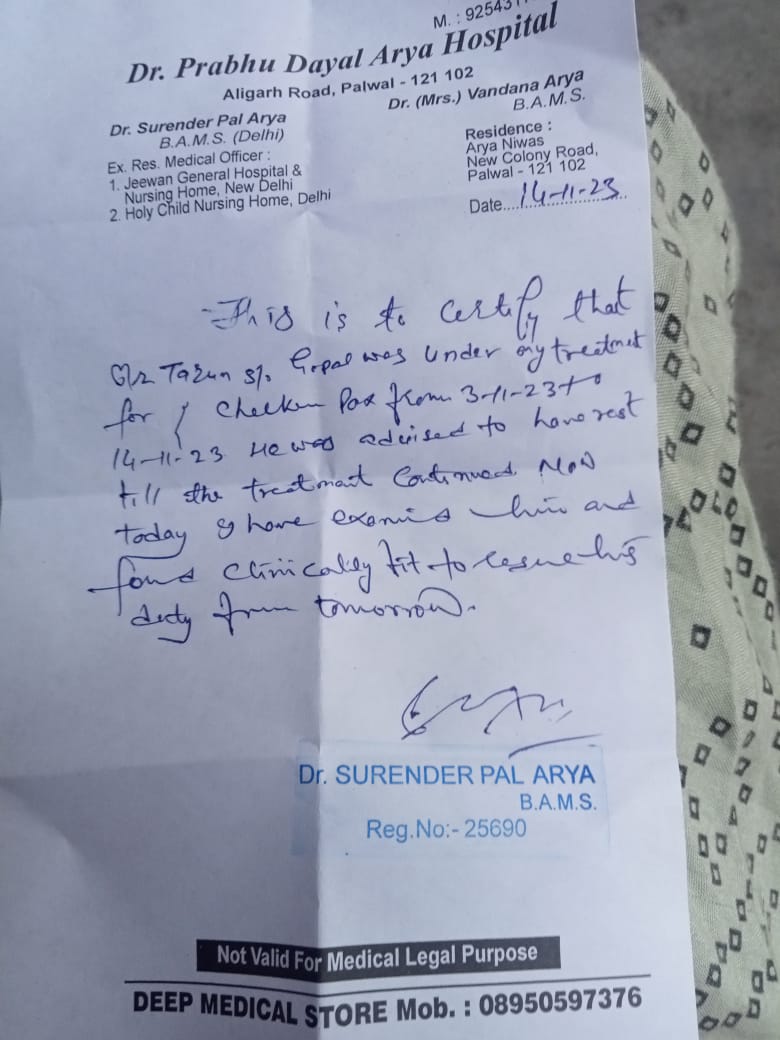 M. : 92543
Dr. Prabhu Dayal Arya Hospital
Aligarh Road, Palwal - 121 102
Dr. Surender Pal Arya
B.A.M.S. (Delhi)
Ex. Res. Medical Officer :
1. Jeewan General Hospital &
Nursing Home, New Delhi
2. Holy Child Nursing Home, Delhi
Dr. (Mrs.) Vandana Arya
B.A.M.S.
Residence :
Arya Niwas
New Colony Road,
Palwal - 121 102
Date....14-11-23
This is to certify that
Mr Tarun s/o Gopal was under my treatment
for Checken Pox from 3-11-23 to
14-11-23 He was advised to have rest
till the treatment Continued. Now
today I have examis him and
found Clinically fit to resume his
duty from tomorrow.
Dr. SURENDER PAL ARYA
B.A.M.S.
Reg.No:- 25690
Not Valid For Medical Legal Purpose
DEEP MEDICAL STORE Mob. : 08950597376